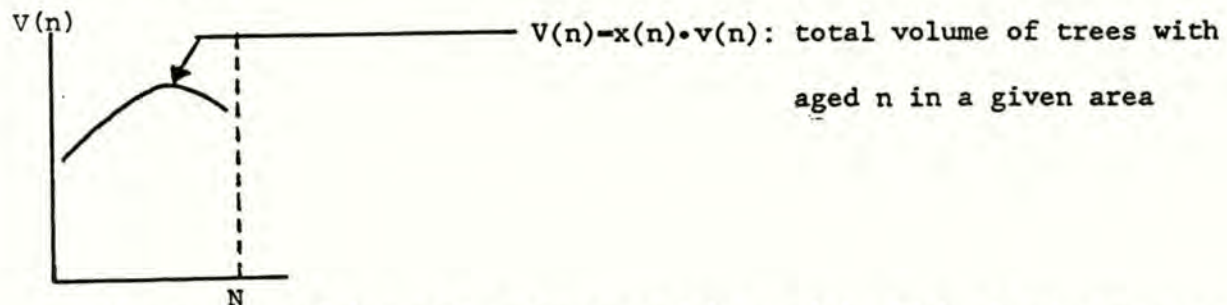 V(n)
V(n)=x(n)•v(n): total volume of trees with
aged n in a given area
N